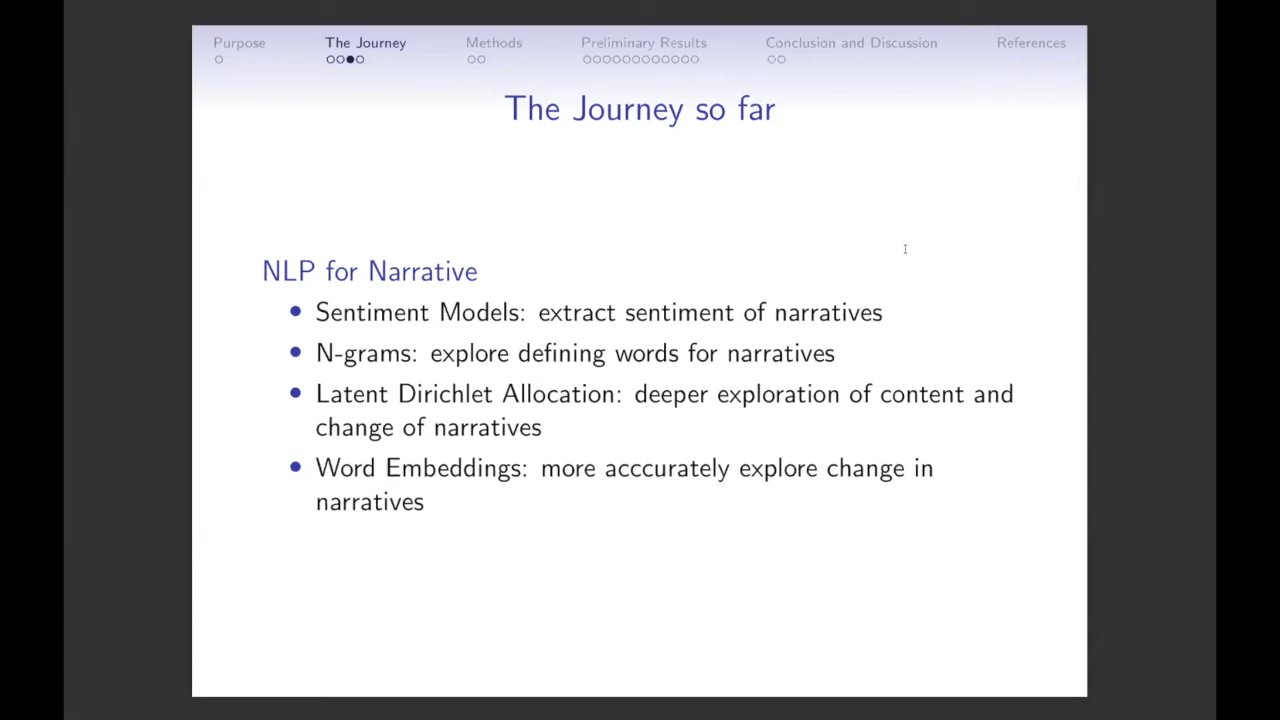 Purpose The Journey Methods Preliminary Results Conclusion and Discussion References
The Journey so far
NLP for Narrative
Sentiment Models: extract sentiment of narratives
N-grams: explore defining words for narratives
Latent Dirichlet Allocation: deeper exploration of content and
change of narratives
Word Embeddings: more acccurately explore change in
narratives